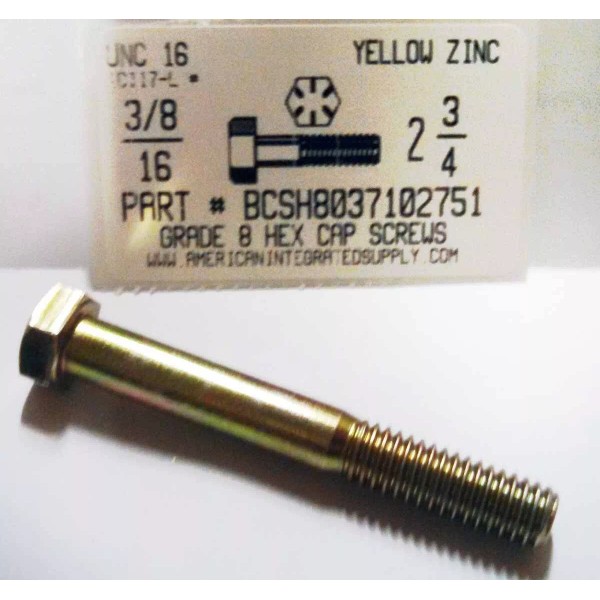 UNC 16 YELLOW ZINC
C117-L *
3/8
16
2 3/4
PART # BCSH8037102751
GRADE 8 HEX CAP SCREWS
WWW.AMERICANINTEGRATEDSUPPLY.COM